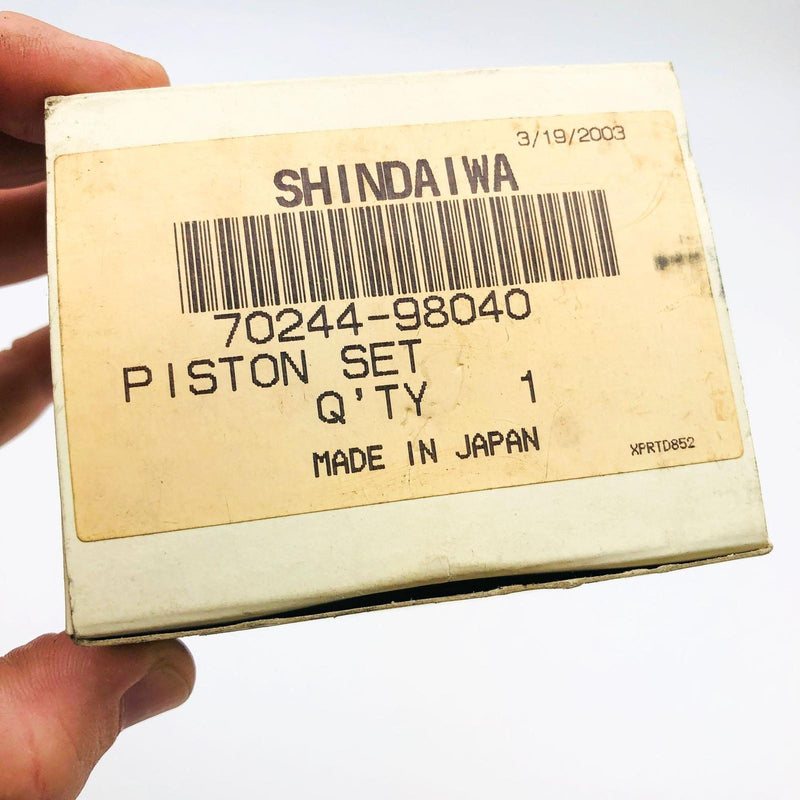 3/19/2003
SHINDAIWA
70244-98040
PISTON SET
Q'TY 1
MADE IN JAPAN
XPRTD852